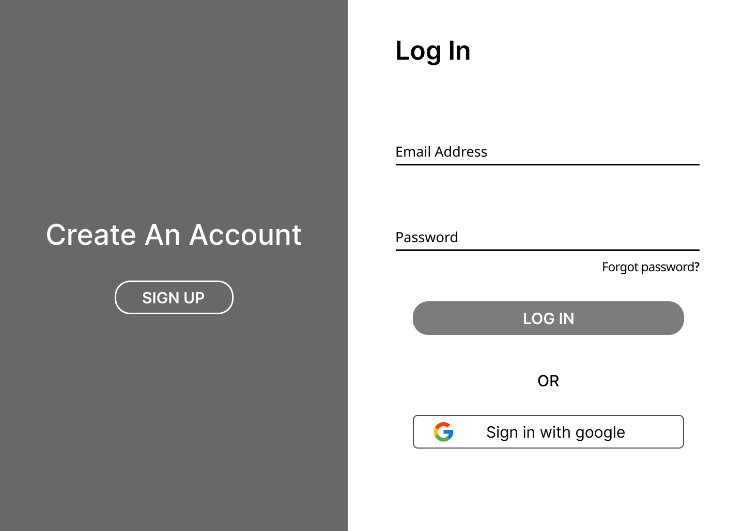 Create An Account
SIGN UP
Log In
Email Address
Password
Forgot password?
LOG IN
OR
Sign in with google